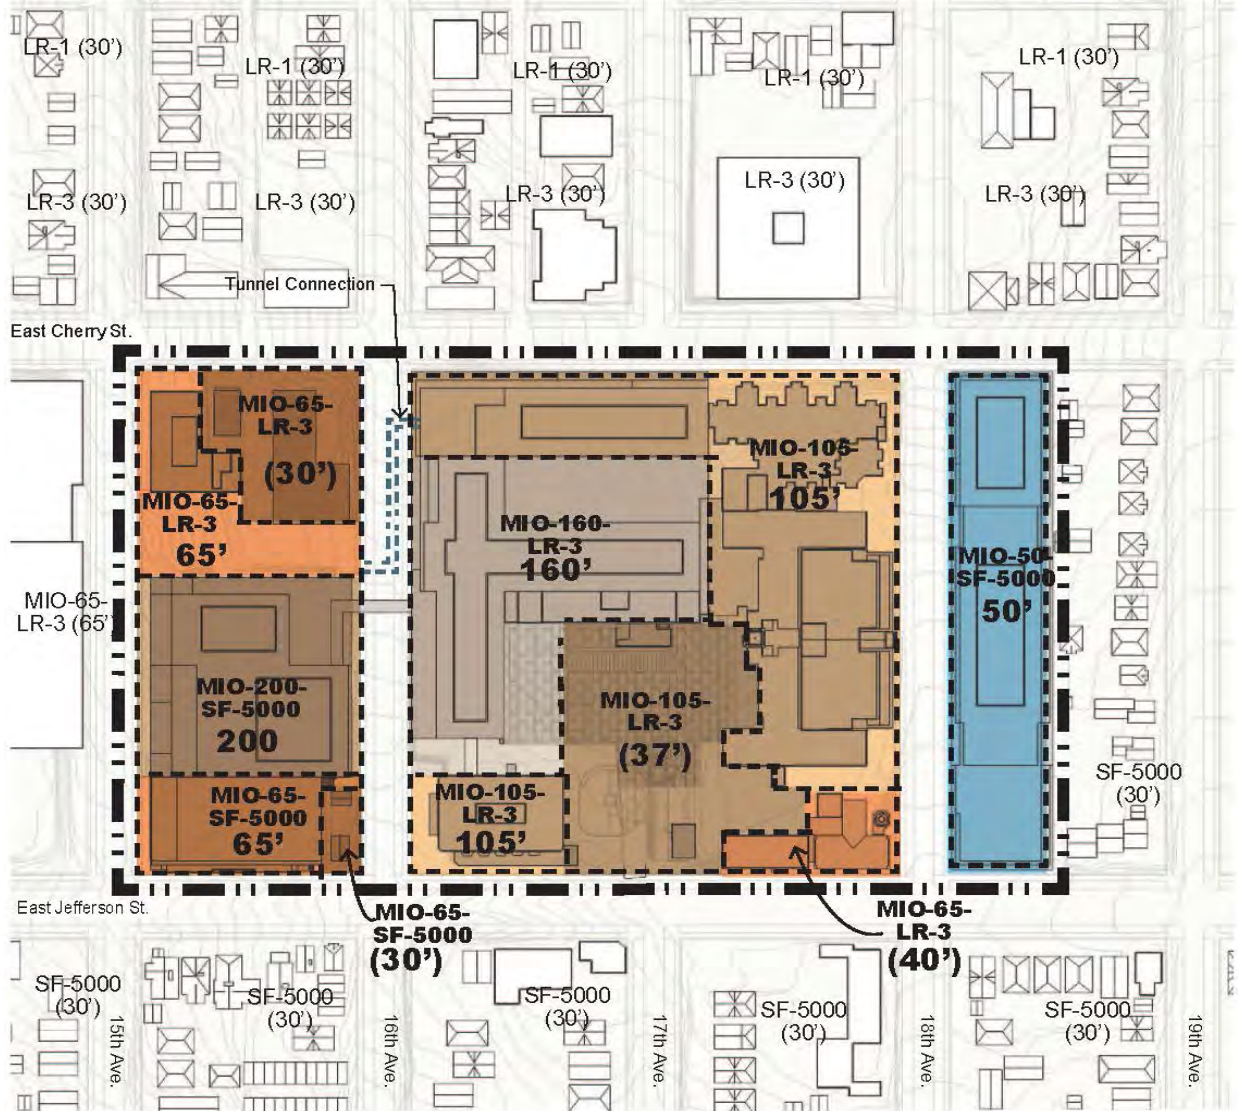 LR-1 (30')
LR-1 (30')
LR-1 (30')
LR-1 (30')
LR-1 (30')
LR-3 (30')
LR-3 (30')
LR-3 (30')
LR-3 (30')
LR-3 (30')
Tunnel Connection
East Cherry St.
MIO-65-
LR-3
(30')
MIO-65-
LR-3
65'
MIO-105-
LR-3
105'
MIO-160-
LR-3
160'
MIO-50-
SF-5000
50'
MIO-65-
LR-3 (65')
MIO-200-
SF-5000
200
MIO-105-
LR-3
(37')
MIO-65-
SF-5000
65'
MIO-105-
LR-3
105'
SF-5000
(30')
East Jefferson St.
MIO-65-
SF-5000
(30')
MIO-65-
LR-3
(40')
SF-5000
(30')
SF-5000
(30')
SF-5000
(30')
SF-5000
(30')
SF-5000
(30')
15th Ave.
16th Ave.
17th Ave.
18th Ave.
19th Ave.